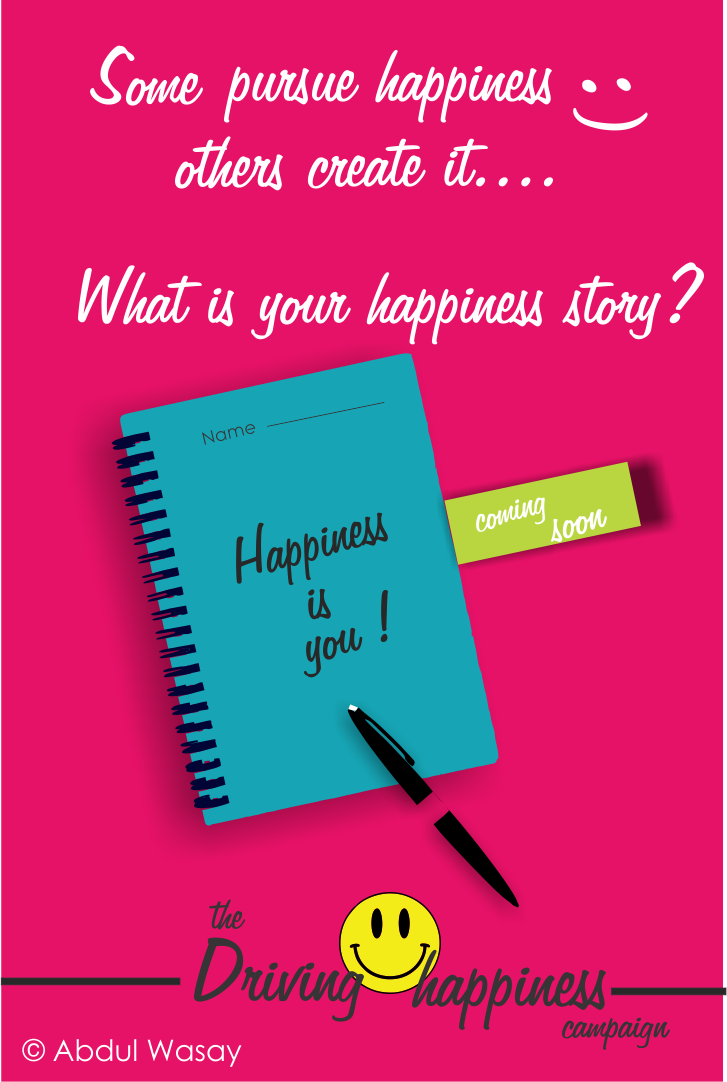 Some pursue happiness
others create it....
What is your happiness story?
Name
Happiness
is
you !
coming
soon
the
Driving happiness
campaign
© Abdul Wasay